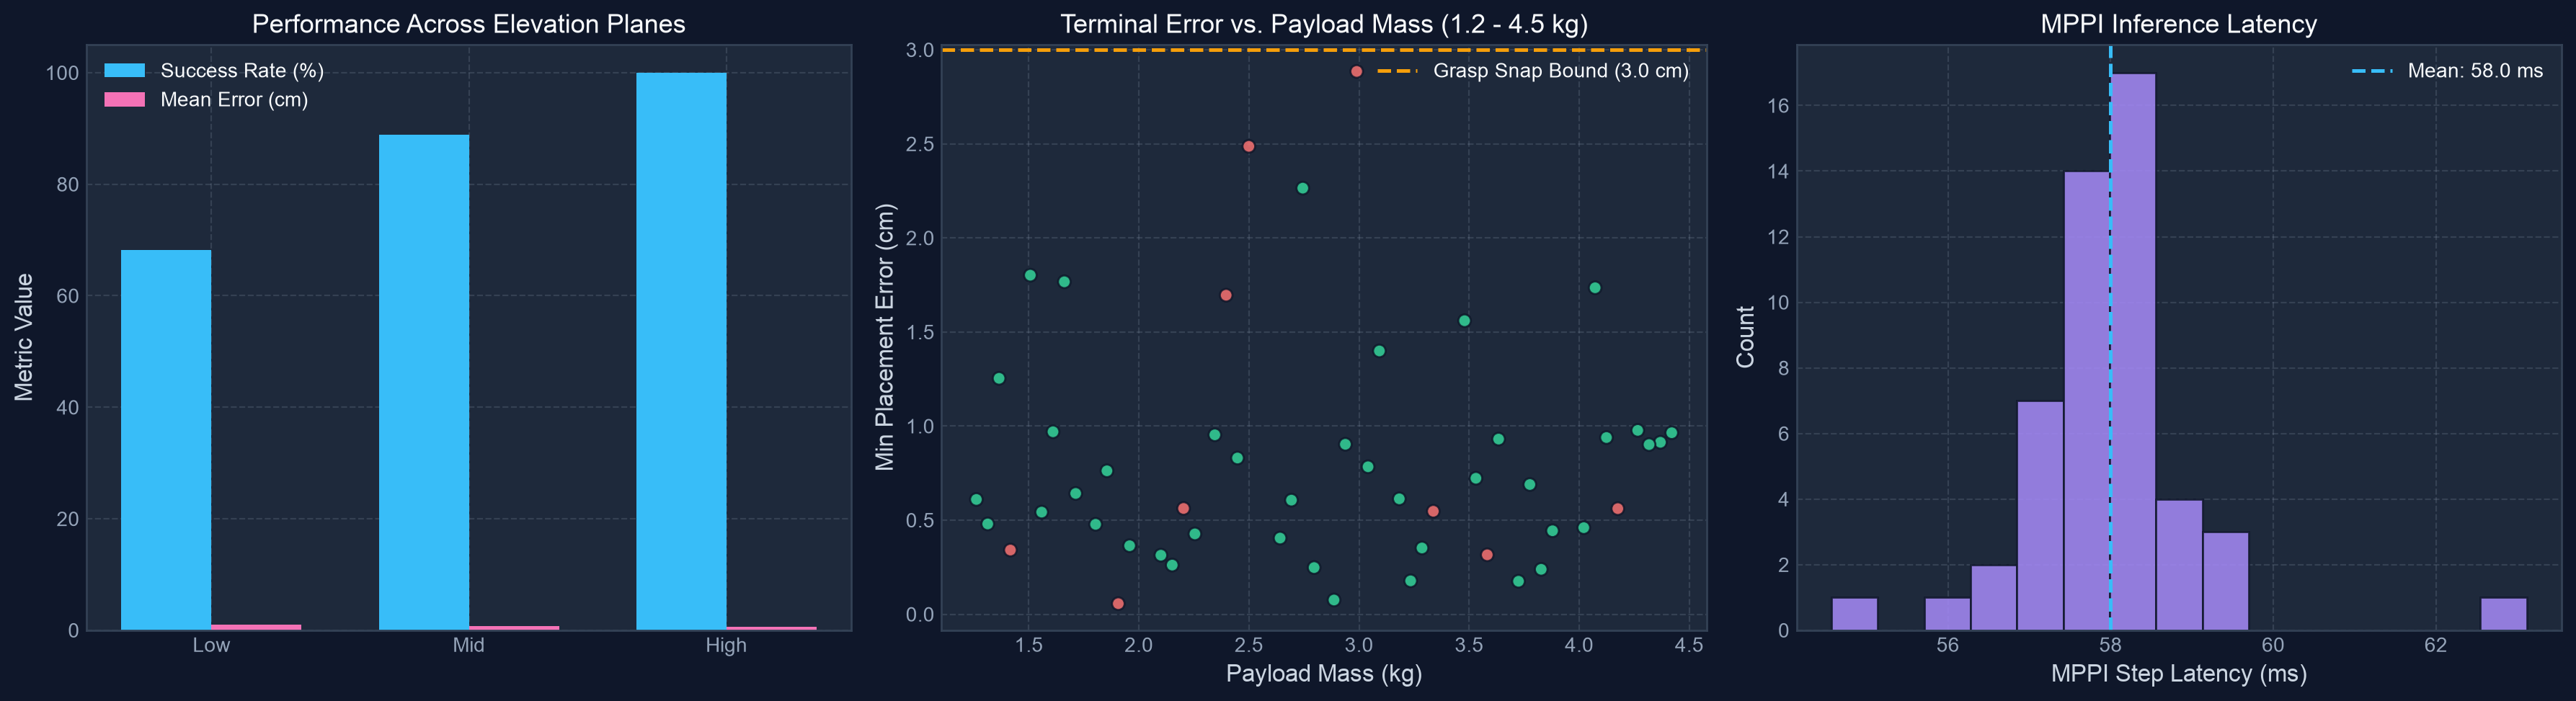 Performance Across Elevation Planes
Success Rate (%)
Mean Error (cm)
Metric Value
100
80
60
40
20
0
Low
Mid
High
Terminal Error vs. Payload Mass (1.2 - 4.5 kg)
Grasp Snap Bound (3.0 cm)
Min Placement Error (cm)
3.0
2.5
2.0
1.5
1.0
0.5
0.0
1.5
2.0
2.5
3.0
3.5
4.0
4.5
Payload Mass (kg)
MPPI Inference Latency
Mean: 58.0 ms
Count
16
14
12
10
8
6
4
2
0
56
58
60
62
MPPI Step Latency (ms)